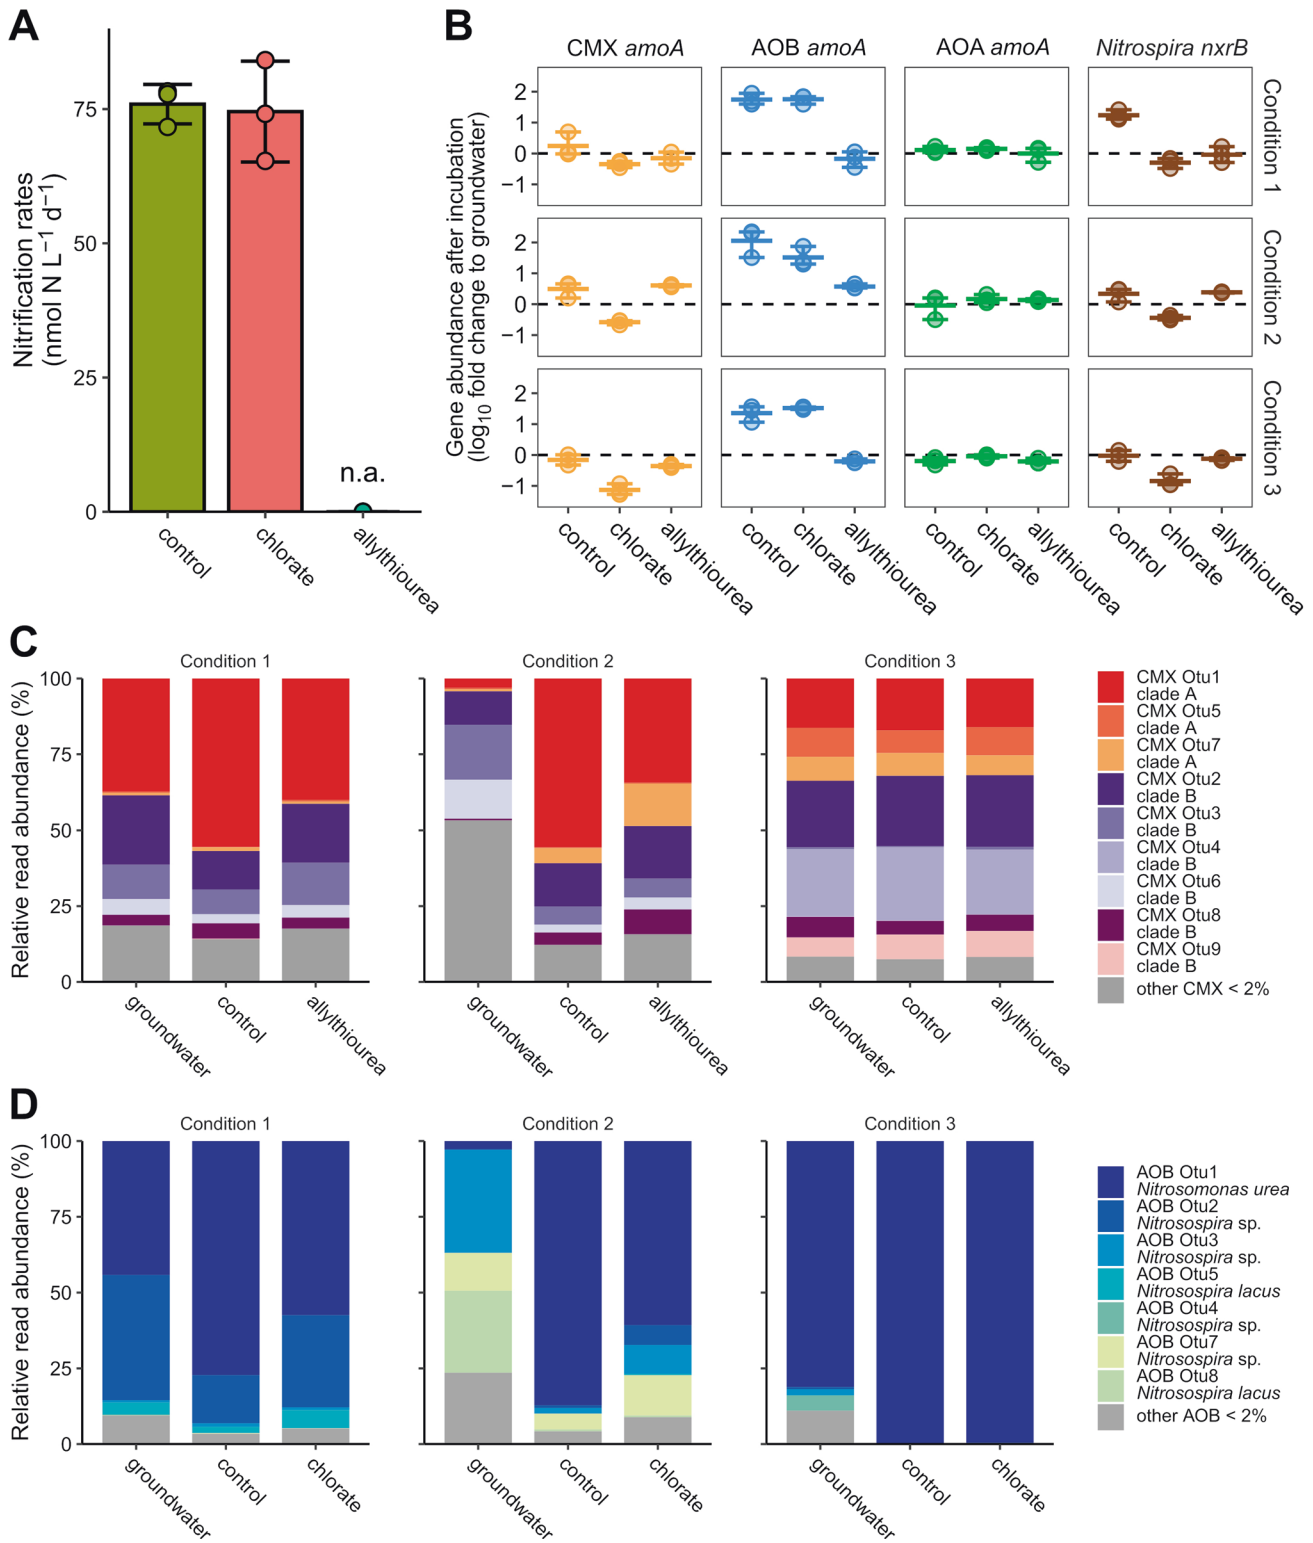 A
Nitrification rates
(nmol N L⁻¹ d⁻¹)
75
50
25
0
n.a.
control
chlorate
allylthiourea
B
Gene abundance after incubation
(log₁₀ fold change to groundwater)
CMX amoA
AOB amoA
AOA amoA
Nitrospira nxrB
2
1
0
−1
Condition 1
2
1
0
−1
Condition 2
2
1
0
−1
Condition 3
control
chlorate
allylthiourea
control
chlorate
allylthiourea
control
chlorate
allylthiourea
control
chlorate
allylthiourea
C
Relative read abundance (%)
Condition 1
Condition 2
Condition 3
100
75
50
25
0
groundwater
control
allylthiourea
groundwater
control
allylthiourea
groundwater
control
allylthiourea
CMX Otu1
clade A
CMX Otu5
clade A
CMX Otu7
clade A
CMX Otu2
clade B
CMX Otu3
clade B
CMX Otu4
clade B
CMX Otu6
clade B
CMX Otu8
clade B
CMX Otu9
clade B
other CMX < 2%
D
Relative read abundance (%)
Condition 1
Condition 2
Condition 3
100
75
50
25
0
groundwater
control
chlorate
groundwater
control
chlorate
groundwater
control
chlorate
AOB Otu1
Nitrosomonas urea
AOB Otu2
Nitrosospira sp.
AOB Otu3
Nitrosospira sp.
AOB Otu5
Nitrosospira lacus
AOB Otu4
Nitrosospira sp.
AOB Otu7
Nitrosospira sp.
AOB Otu8
Nitrosospira lacus
other AOB < 2%